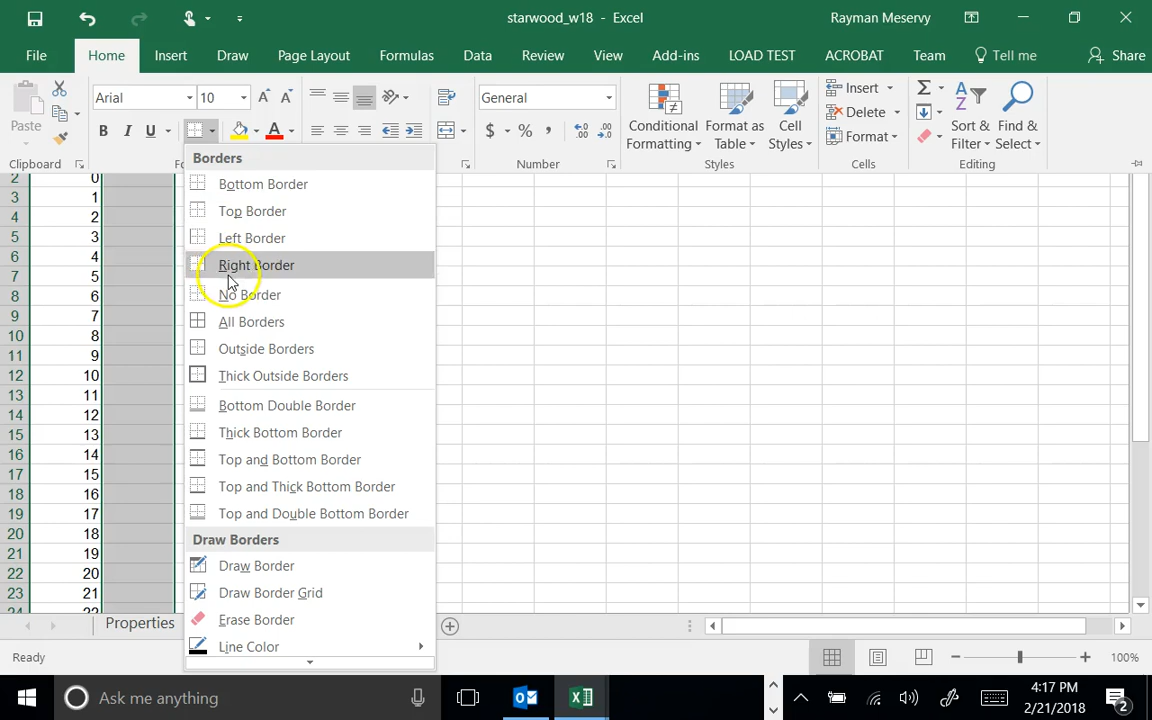 starwood_w18 - Excel
Rayman Meservy
File Home Insert Draw Page Layout Formulas Data Review View Add-ins LOAD TEST ACROBAT Team Tell me Share
Paste
Clipboard
Arial 10
B I U A
General
$ % ,
Number
Conditional Formatting
Format as Table
Cell Styles
Styles
Insert
Delete
Format
Cells
Sort & Filter
Find & Select
Editing
Borders
Bottom Border
Top Border
Left Border
Right Border
No Border
All Borders
Outside Borders
Thick Outside Borders
Bottom Double Border
Thick Bottom Border
Top and Bottom Border
Top and Thick Bottom Border
Top and Double Bottom Border
Draw Borders
Draw Border
Draw Border Grid
Erase Border
Line Color
2 0
3 1
4 2
5 3
6 4
7 5
8 6
9 7
10 8
11 9
12 10
13 11
14 12
15 13
16 14
17 15
18 16
19 17
20 18
21 19
22 20
23 21
24 22
Properties
Ready
100%
Ask me anything
4:17 PM
2/21/2018
2